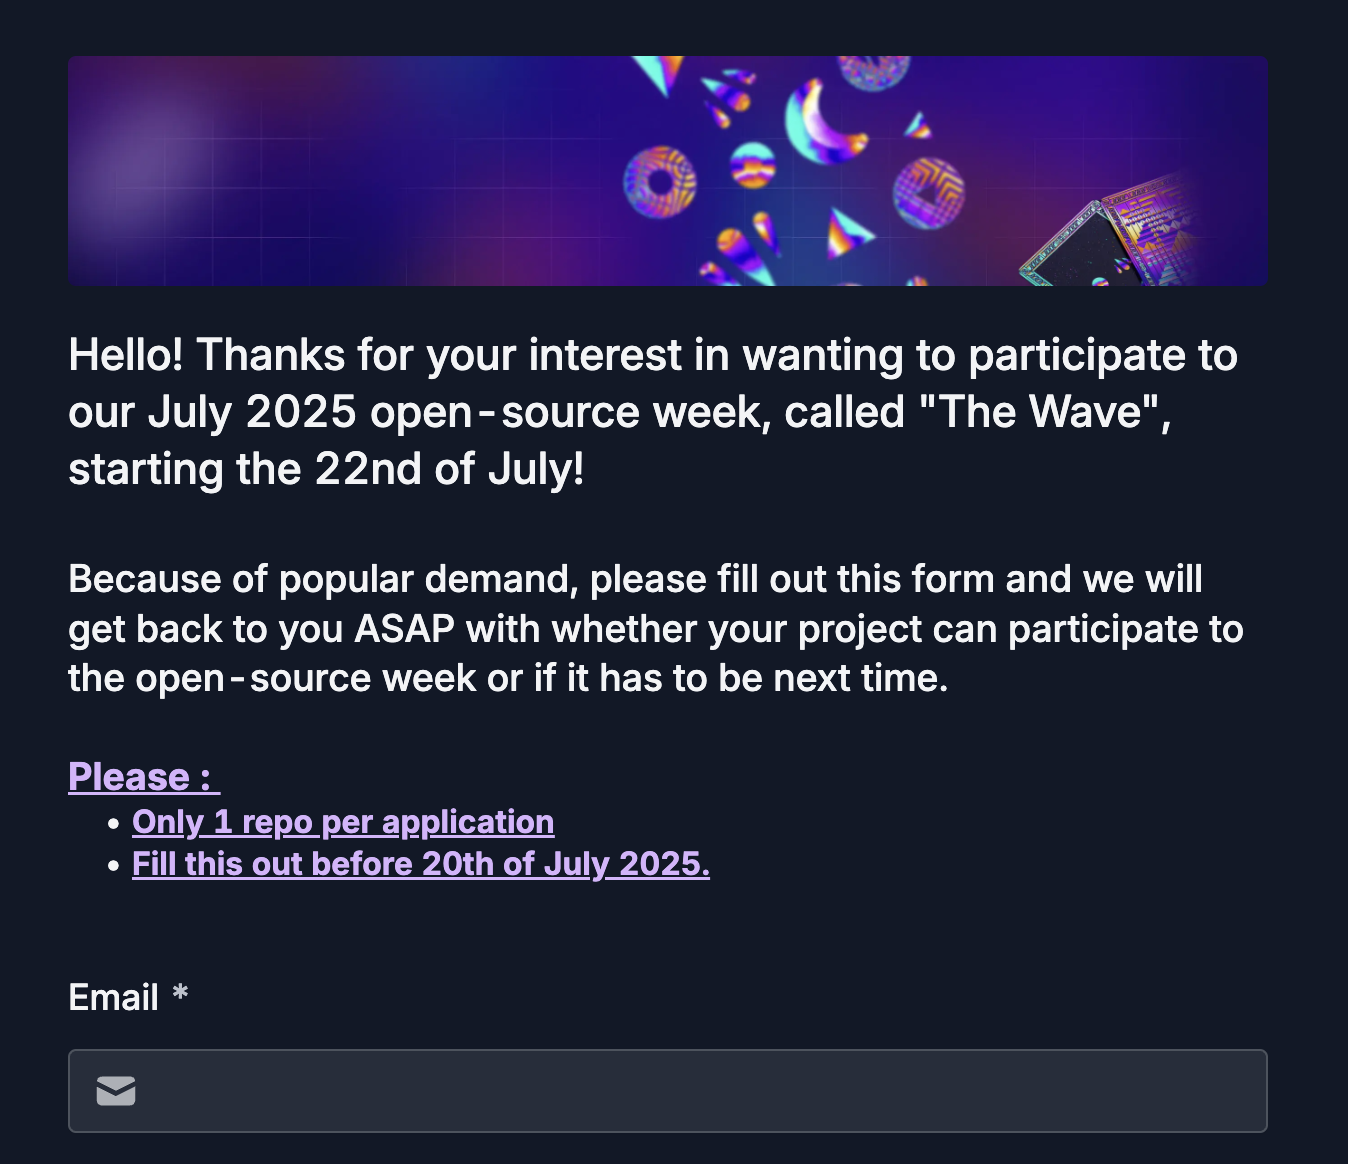 Hello! Thanks for your interest in wanting to participate to
our July 2025 open-source week, called "The Wave",
starting the 22nd of July!
Because of popular demand, please fill out this form and we will
get back to you ASAP with whether your project can participate to
the open-source week or if it has to be next time.
Please :
• Only 1 repo per application
• Fill this out before 20th of July 2025.
Email *